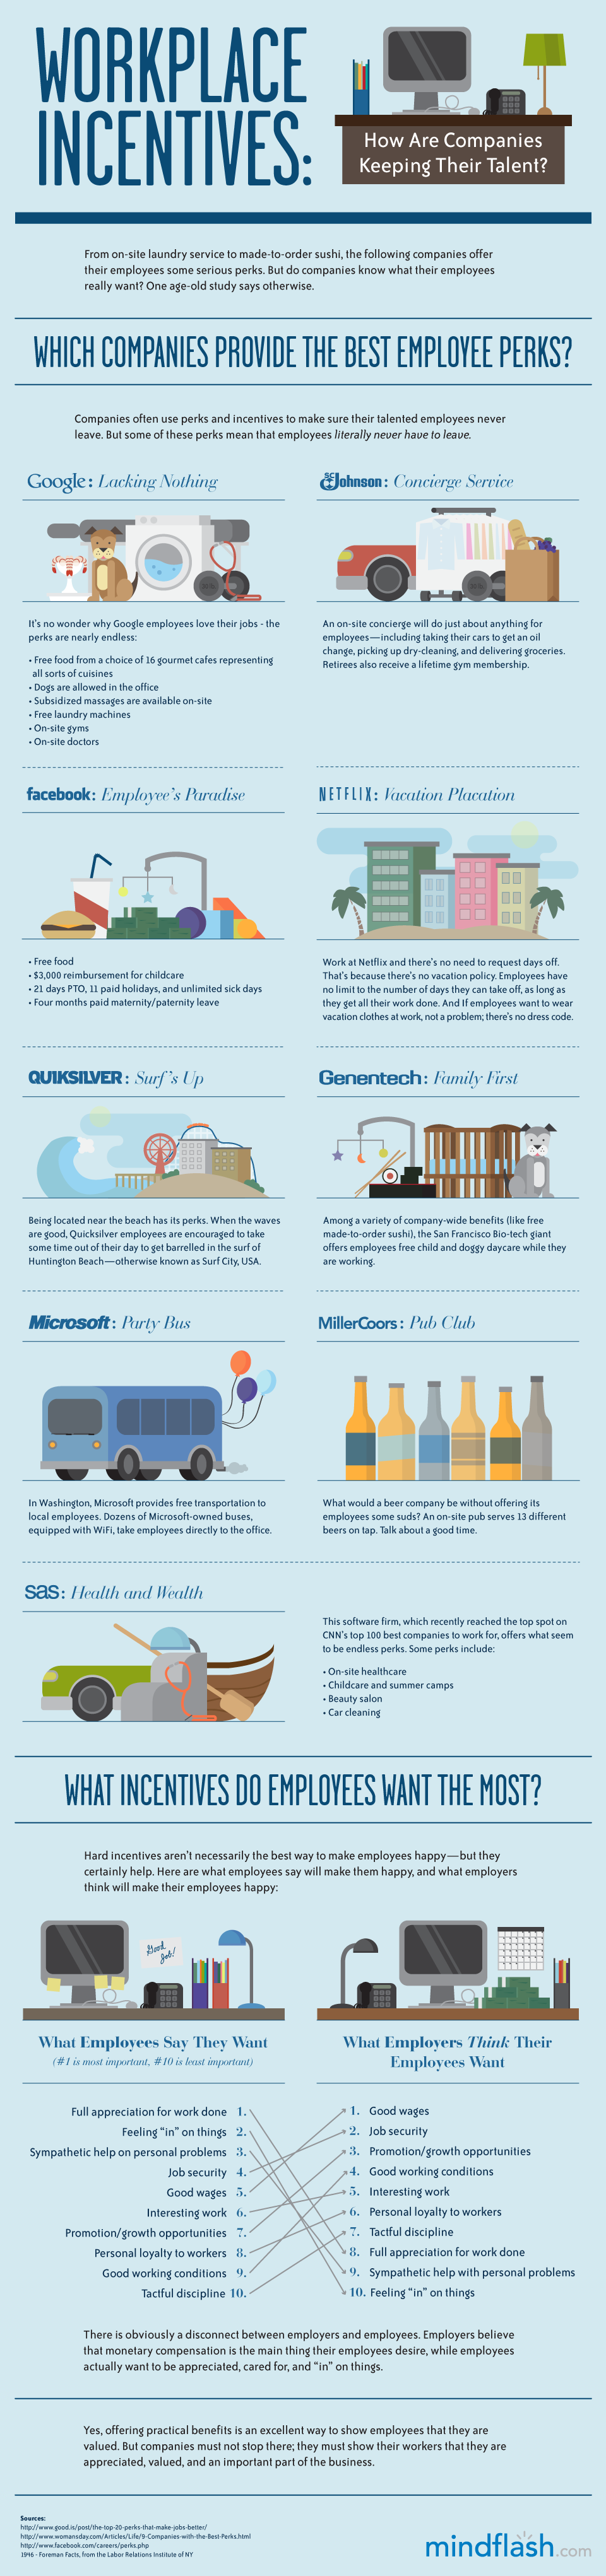 WORKPLACE
INCENTIVES:
How Are Companies
Keeping Their Talent?
From on-site laundry service to made-to-order sushi, the following companies offer
their employees some serious perks. But do companies know what their employees
really want? One age-old study says otherwise.
WHICH COMPANIES PROVIDE THE BEST EMPLOYEE PERKS?
Companies often use perks and incentives to make sure their talented employees never
leave. But some of these perks mean that employees literally never have to leave.
Google: Lacking Nothing
It's no wonder why Google employees love their jobs - the
perks are nearly endless:
• Free food from a choice of 16 gourmet cafes representing
all sorts of cuisines
• Dogs are allowed in the office
• Subsidized massages are available on-site
• Free laundry machines
• On-site gyms
• On-site doctors
SC Johnson: Concierge Service
An on-site concierge will do just about anything for
employees—including taking their cars to get an oil
change, picking up dry-cleaning, and delivering groceries.
Retirees also receive a lifetime gym membership.
facebook: Employee's Paradise
• Free food
• $3,000 reimbursement for childcare
• 21 days PTO, 11 paid holidays, and unlimited sick days
• Four months paid maternity/paternity leave
NETFLIX: Vacation Placation
Work at Netflix and there's no need to request days off.
That's because there's no vacation policy. Employees have
no limit to the number of days they can take off, as long as
they get all their work done. And If employees want to wear
vacation clothes at work, not a problem; there's no dress code.
QUIKSILVER: Surf's Up
Being located near the beach has its perks. When the waves
are good, Quicksilver employees are encouraged to take
some time out of their day to get barrelled in the surf of
Huntington Beach—otherwise known as Surf City, USA.
Genentech: Family First
Among a variety of company-wide benefits (like free
made-to-order sushi), the San Francisco Bio-tech giant
offers employees free child and doggy daycare while they
are working.
Microsoft: Party Bus
In Washington, Microsoft provides free transportation to
local employees. Dozens of Microsoft-owned buses,
equipped with WiFi, take employees directly to the office.
MillerCoors: Pub Club
What would a beer company be without offering its
employees some suds? An on-site pub serves 13 different
beers on tap. Talk about a good time.
sas: Health and Wealth
This software firm, which recently reached the top spot on
CNN's top 100 best companies to work for, offers what seem
to be endless perks. Some perks include:
• On-site healthcare
• Childcare and summer camps
• Beauty salon
• Car cleaning
WHAT INCENTIVES DO EMPLOYEES WANT THE MOST?
Hard incentives aren't necessarily the best way to make employees happy—but they
certainly help. Here are what employees say will make them happy, and what employers
think will make their employees happy:
Good
Job!
What Employees Say They Want
(#1 is most important, #10 is least important)
Full appreciation for work done 1.
Feeling "in" on things 2.
Sympathetic help on personal problems 3.
Job security 4.
Good wages 5.
Interesting work 6.
Promotion/growth opportunities 7.
Personal loyalty to workers 8.
Good working conditions 9.
Tactful discipline 10.
What Employers Think Their
Employees Want
1. Good wages
2. Job security
3. Promotion/growth opportunities
4. Good working conditions
5. Interesting work
6. Personal loyalty to workers
7. Tactful discipline
8. Full appreciation for work done
9. Sympathetic help with personal problems
10. Feeling "in" on things
There is obviously a disconnect between employers and employees. Employers believe
that monetary compensation is the main thing their employees desire, while employees
actually want to be appreciated, cared for, and "in" on things.
Yes, offering practical benefits is an excellent way to show employees that they are
valued. But companies must not stop there; they must show their workers that they are
appreciated, valued, and an important part of the business.
Sources:
http://www.good.is/post/the-top-20-perks-that-make-jobs-better/
http://www.womansday.com/Articles/Life/9-Companies-with-the-Best-Perks.html
http://www.facebook.com/careers/perks.php
1946 - Foreman Facts, from the Labor Relations Institute of NY
mindflash.com